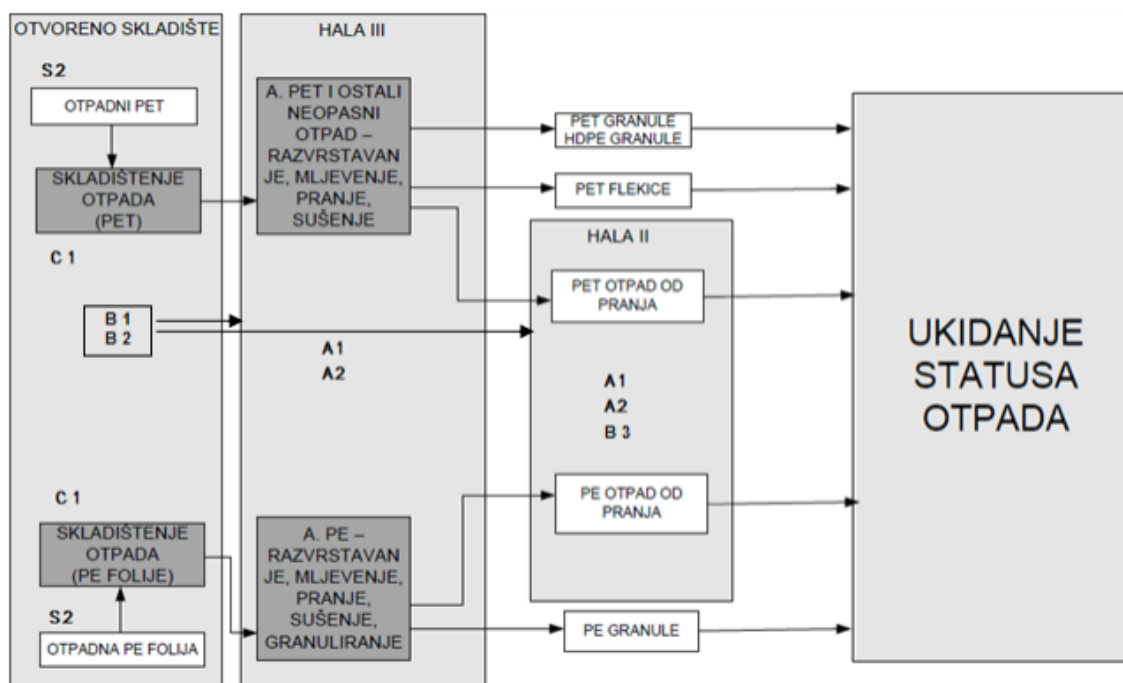 OTVORENO SKLADIŠTE
S2
OTPADNI PET
SKLADIŠTENJE
OTPADA
(PET)
C 1
B 1
B 2
C 1
SKLADIŠTENJE
OTPADA
(PE FOLIJE)
S2
OTPADNA PE FOLIJA
HALA III
A. PET I OSTALI
NEOPASNI
OTPAD –
RAZVRSTAVAN
JE, MLJEVENJE,
PRANJE,
SUŠENJE
A1
A2
A. PE –
RAZVRSTAVAN
JE, MLJEVENJE,
PRANJE,
SUŠENJE,
GRANULIRANJE
PET GRANULE
HDPE GRANULE
PET FLEKICE
HALA II
PET OTPAD OD
PRANJA
A1
A2
B 3
PE OTPAD OD
PRANJA
PE GRANULE
UKIDANJE
STATUSA
OTPADA